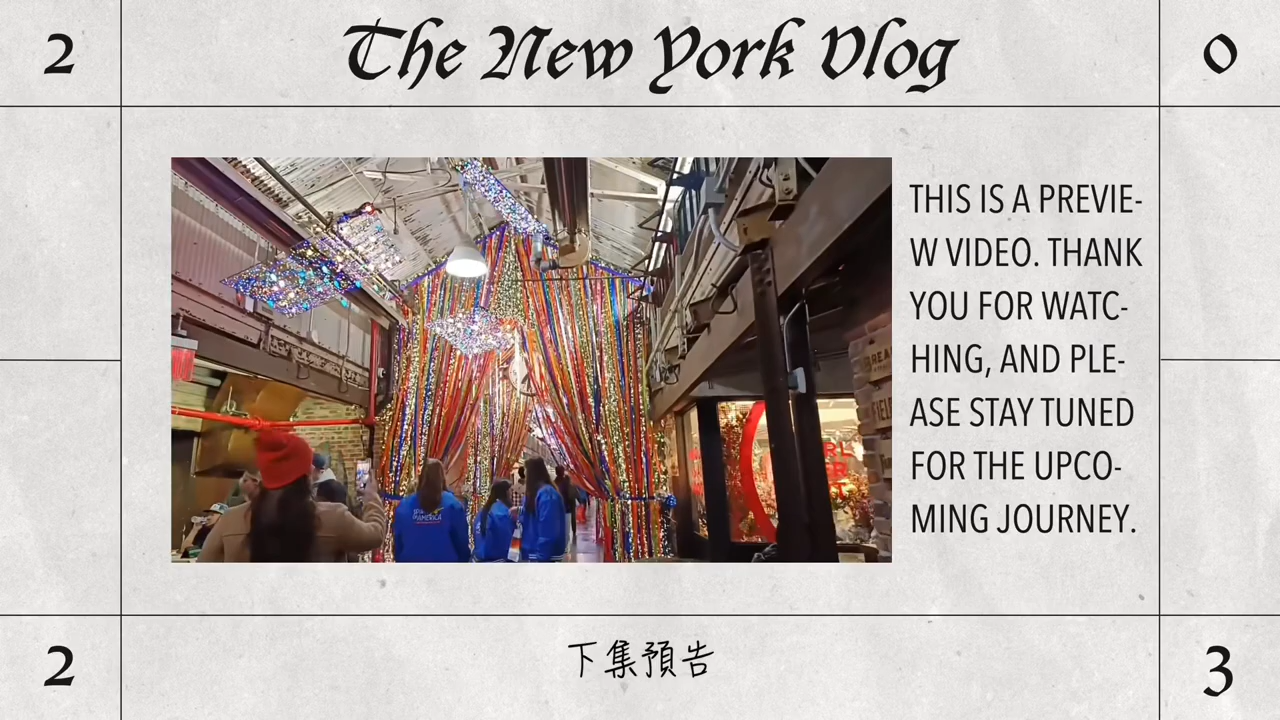 2
The New York Vlog
0
THIS IS A PREVIE-
W VIDEO. THANK
YOU FOR WATC-
HING, AND PLE-
ASE STAY TUNED
FOR THE UPCO-
MING JOURNEY.
2
下集預告
3